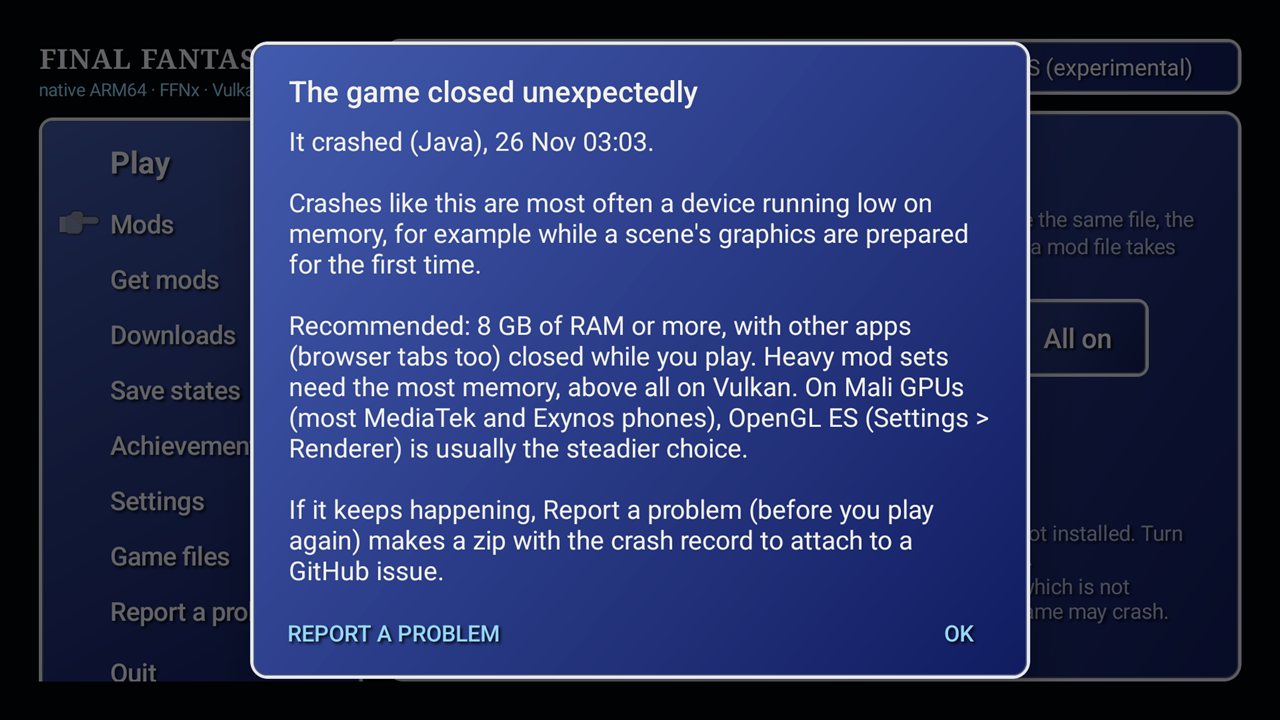 FINAL FANTAS
native ARM64 · FFNx · Vulka
S (experimental)
Play
Mods
Get mods
Downloads
Save states
Achievemen
Settings
Game files
Report a pro
Quit
The game closed unexpectedly
It crashed (Java), 26 Nov 03:03.
Crashes like this are most often a device running low on
memory, for example while a scene's graphics are prepared
for the first time.
Recommended: 8 GB of RAM or more, with other apps
(browser tabs too) closed while you play. Heavy mod sets
need the most memory, above all on Vulkan. On Mali GPUs
(most MediaTek and Exynos phones), OpenGL ES (Settings >
Renderer) is usually the steadier choice.
If it keeps happening, Report a problem (before you play
again) makes a zip with the crash record to attach to a
GitHub issue.
REPORT A PROBLEM
OK
e the same file, the
a mod file takes
All on
ot installed. Turn
which is not
ame may crash.